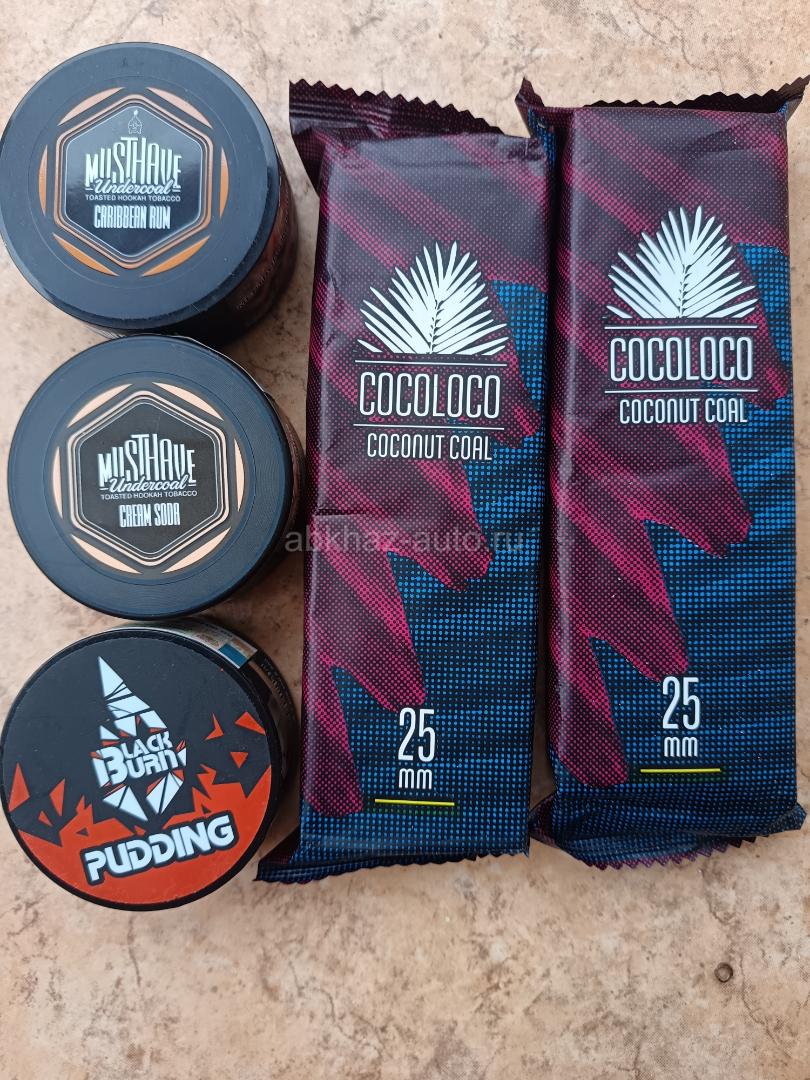 MUSTHAVE
Undercoal
TOASTED HOOKAH TOBACCO
CARIBBEAN RUM
MUSTHAVE
Undercoal
TOASTED HOOKAH TOBACCO
CREAM SODA
BLACK
BURN
PUDDING
COCOLOCO
COCONUT COAL
25
mm
COCOLOCO
COCONUT COAL
25
mm
abkhaz-auto.ru